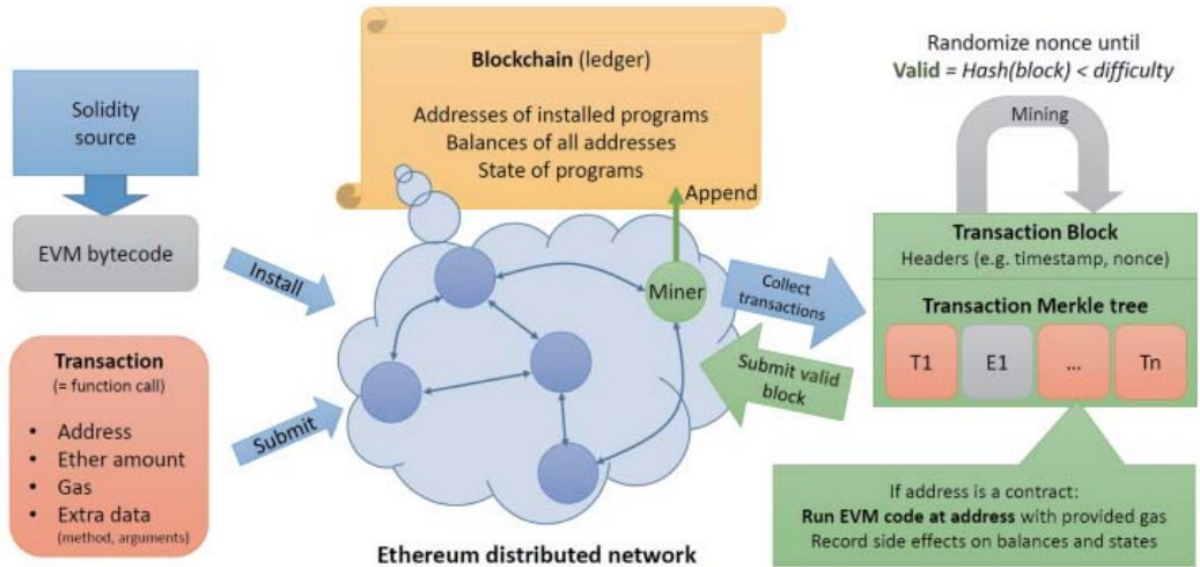 Solidity
source
EVM bytecode
Transaction
(= function call)
• Address
• Ether amount
• Gas
• Extra data
(method, arguments)
Install
Submit
Blockchain (ledger)
Addresses of installed programs
Balances of all addresses
State of programs
Append
Miner
Ethereum distributed network
Collect
transactions
Submit valid
block
Randomize nonce until
Valid = Hash(block) < difficulty
Mining
Transaction Block
Headers (e.g. timestamp, nonce)
Transaction Merkle tree
T1 E1 ... Tn
If address is a contract:
Run EVM code at address with provided gas
Record side effects on balances and states